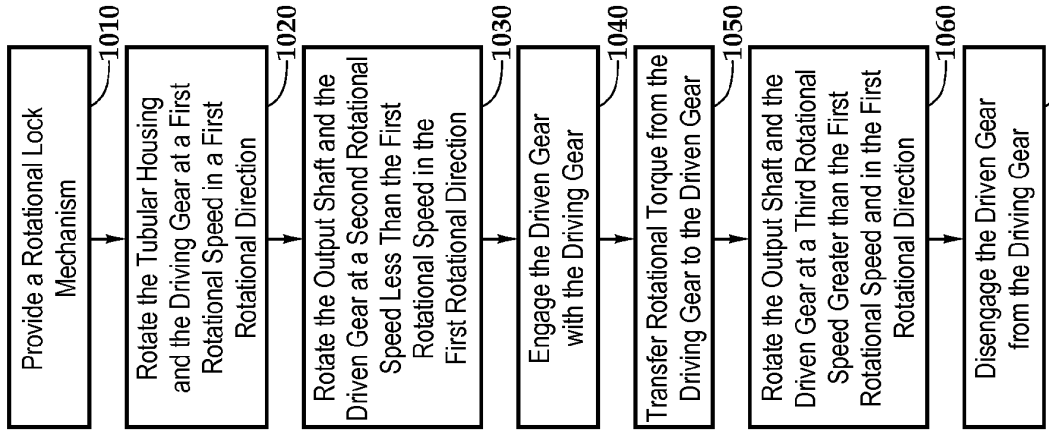 Provide a Rotational Lock
Mechanism
1010
Rotate the Tubular Housing
and the Driving Gear at a First
Rotational Speed in a First
Rotational Direction
1020
Rotate the Output Shaft and the
Driven Gear at a Second Rotational
Speed Less Than the First
Rotational Speed in the
First Rotational Direction
1030
Engage the Driven Gear
with the Driving Gear
1040
Transfer Rotational Torque from the
Driving Gear to the Driven Gear
1050
Rotate the Output Shaft and the
Driven Gear at a Third Rotational
Speed Greater than the First
Rotational Speed and in the First
Rotational Direction
1060
Disengage the Driven Gear
from the Driving Gear